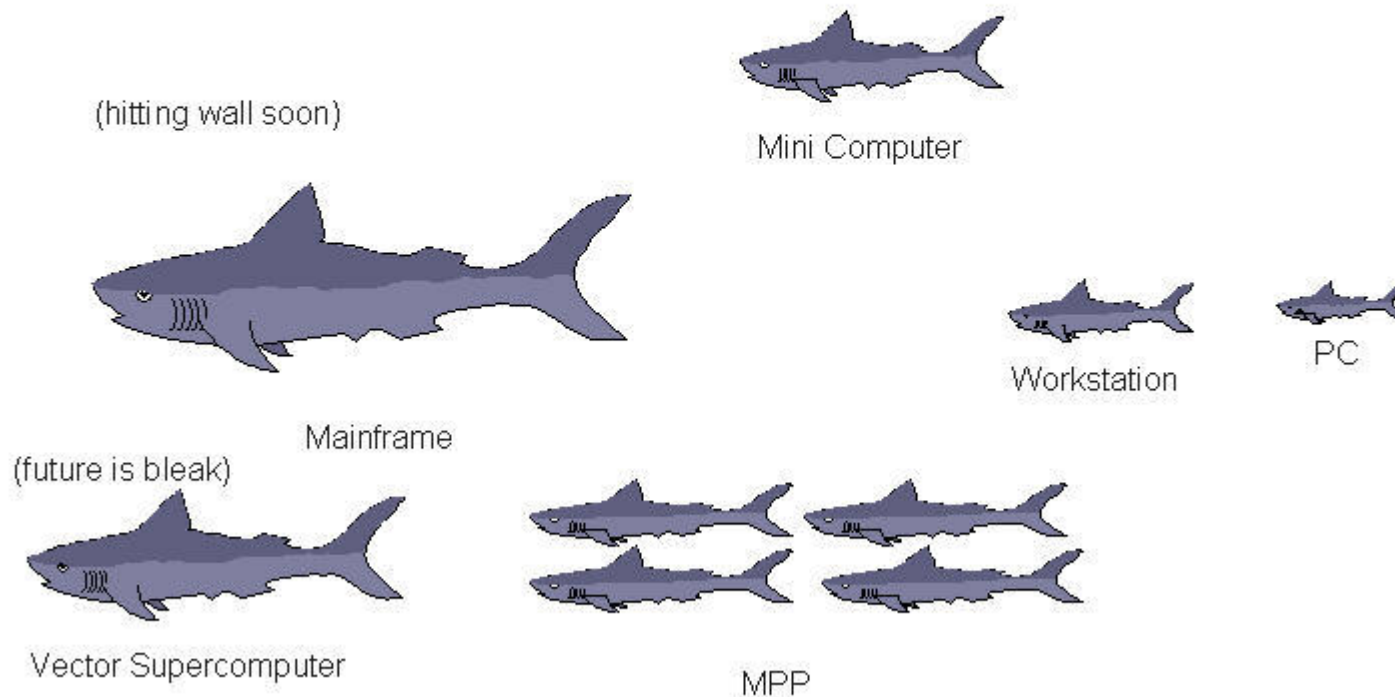 (hitting wall soon)
Mini Computer
Workstation
PC
Mainframe
(future is bleak)
Vector Supercomputer
MPP